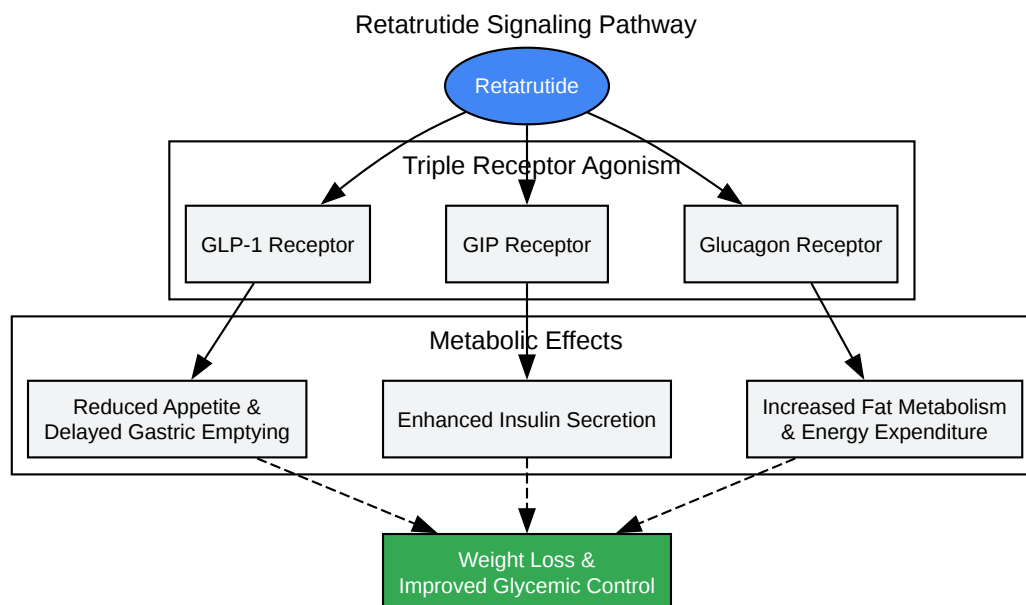 Retatrutide Signaling Pathway
Retatrutide
Triple Receptor Agonism
GLP-1 Receptor
GIP Receptor
Glucagon Receptor
Metabolic Effects
Reduced Appetite &
Delayed Gastric Emptying
Enhanced Insulin Secretion
Increased Fat Metabolism
& Energy Expenditure
Weight Loss &
Improved Glycemic Control